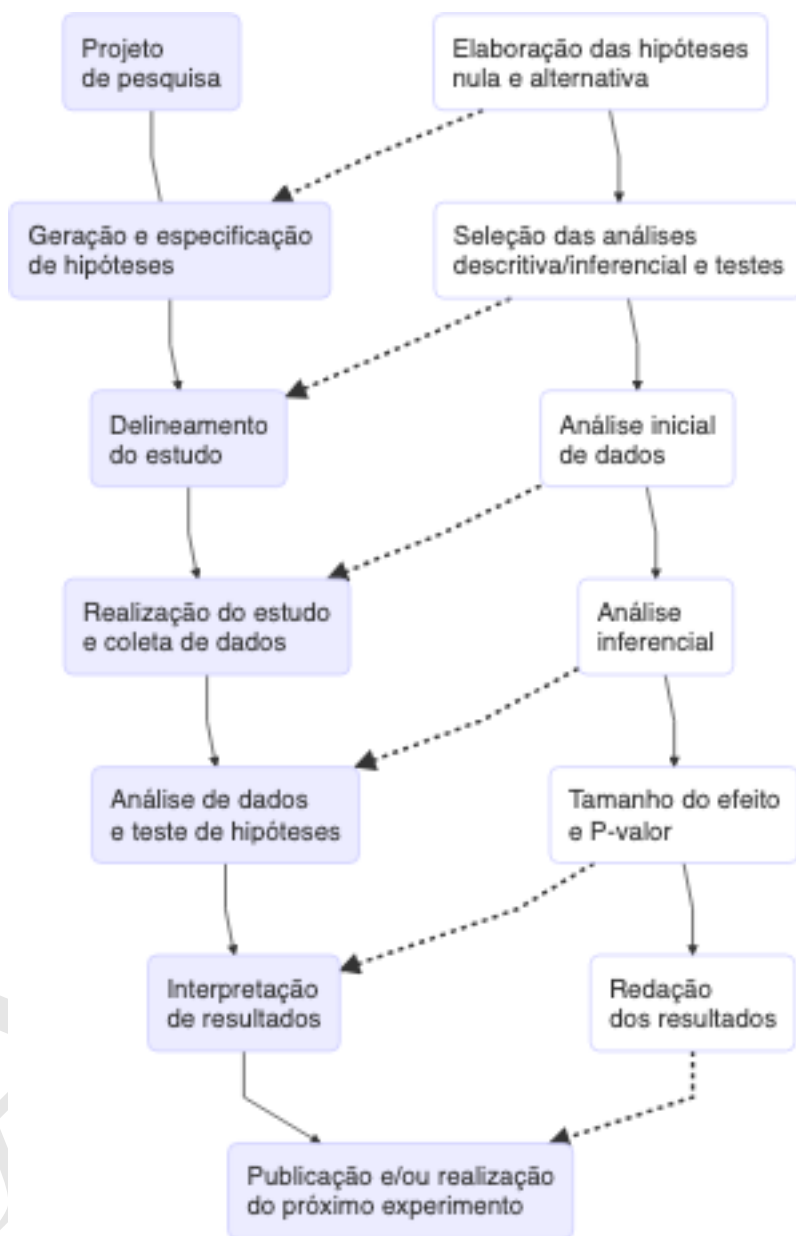 Projeto
de pesquisa
Elaboração das hipóteses
nula e alternativa
Geração e especificação
de hipóteses
Seleção das análises
descritiva/inferencial e testes
Delineamento
do estudo
Análise inicial
de dados
Realização do estudo
e coleta de dados
Análise
inferencial
Análise de dados
e teste de hipóteses
Tamanho do efeito
e P-valor
Interpretação
de resultados
Redação
dos resultados
Publicação e/ou realização
do próximo experimento